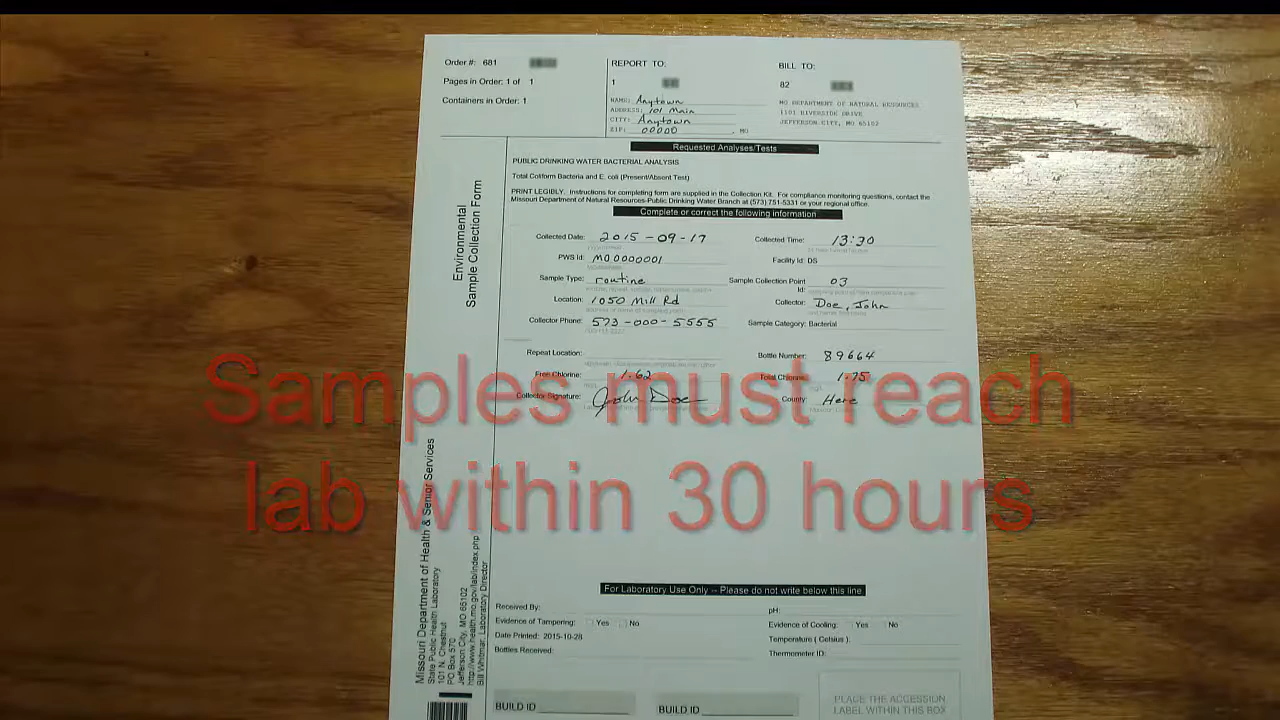 Order #: 681
Pages in Order: 1 of 1
Containers in Order: 1
REPORT TO:
1
NAME: Anytown
ADDRESS: 101 Main
CITY: Anytown
ZIP: 00000 , MO
BILL TO:
82
MO DEPARTMENT OF NATURAL RESOURCES
1101 RIVERSIDE DRIVE
JEFFERSON CITY, MO 65102
Requested Analyses/Tests
PUBLIC DRINKING WATER BACTERIAL ANALYSIS
Total Coliform Bacteria and E. coli (Present/Absent Test)
PRINT LEGIBLY. Instructions for completing form are supplied in the Collection Kit. For compliance monitoring questions, contact the
Missouri Department of Natural Resources-Public Drinking Water Branch at (573) 751-5331 or your regional office.
Complete or correct the following information
Environmental
Sample Collection Form
Collected Date: 2015-09-17 Collected Time: 13:30
PWS Id: MO0000001 Facility Id: DS
Sample Type: routine Sample Collection Point
Id: 03
Location: 1050 Mill Rd Collector: Doe, John
Collector Phone: 573-000-5555 Sample Category: Bacterial
Repeat Location: Bottle Number: 89664
Free Chlorine: 1.62 Total Chlorine: 1.75
Collector Signature: John Doe County: Here
Samples must reach
lab within 30 hours
Missouri Department of Health & Senior Services
State Public Health Laboratory
101 N. Chestnut
PO Box 570
Jefferson City, MO 65102
http://www.health.mo.gov/lab/index.php
Bill Whitmar, Laboratory Director
For Laboratory Use Only -- Please do not write below this line.
Received By: pH:
Evidence of Tampering: Yes No Evidence of Cooling: Yes No
Date Printed: 2015-10-28 Temperature ( Celsius ):
Bottles Received: Thermometer ID:
BUILD ID BUILD ID
PLACE THE ACCESSION
LABEL WITHIN THIS BOX